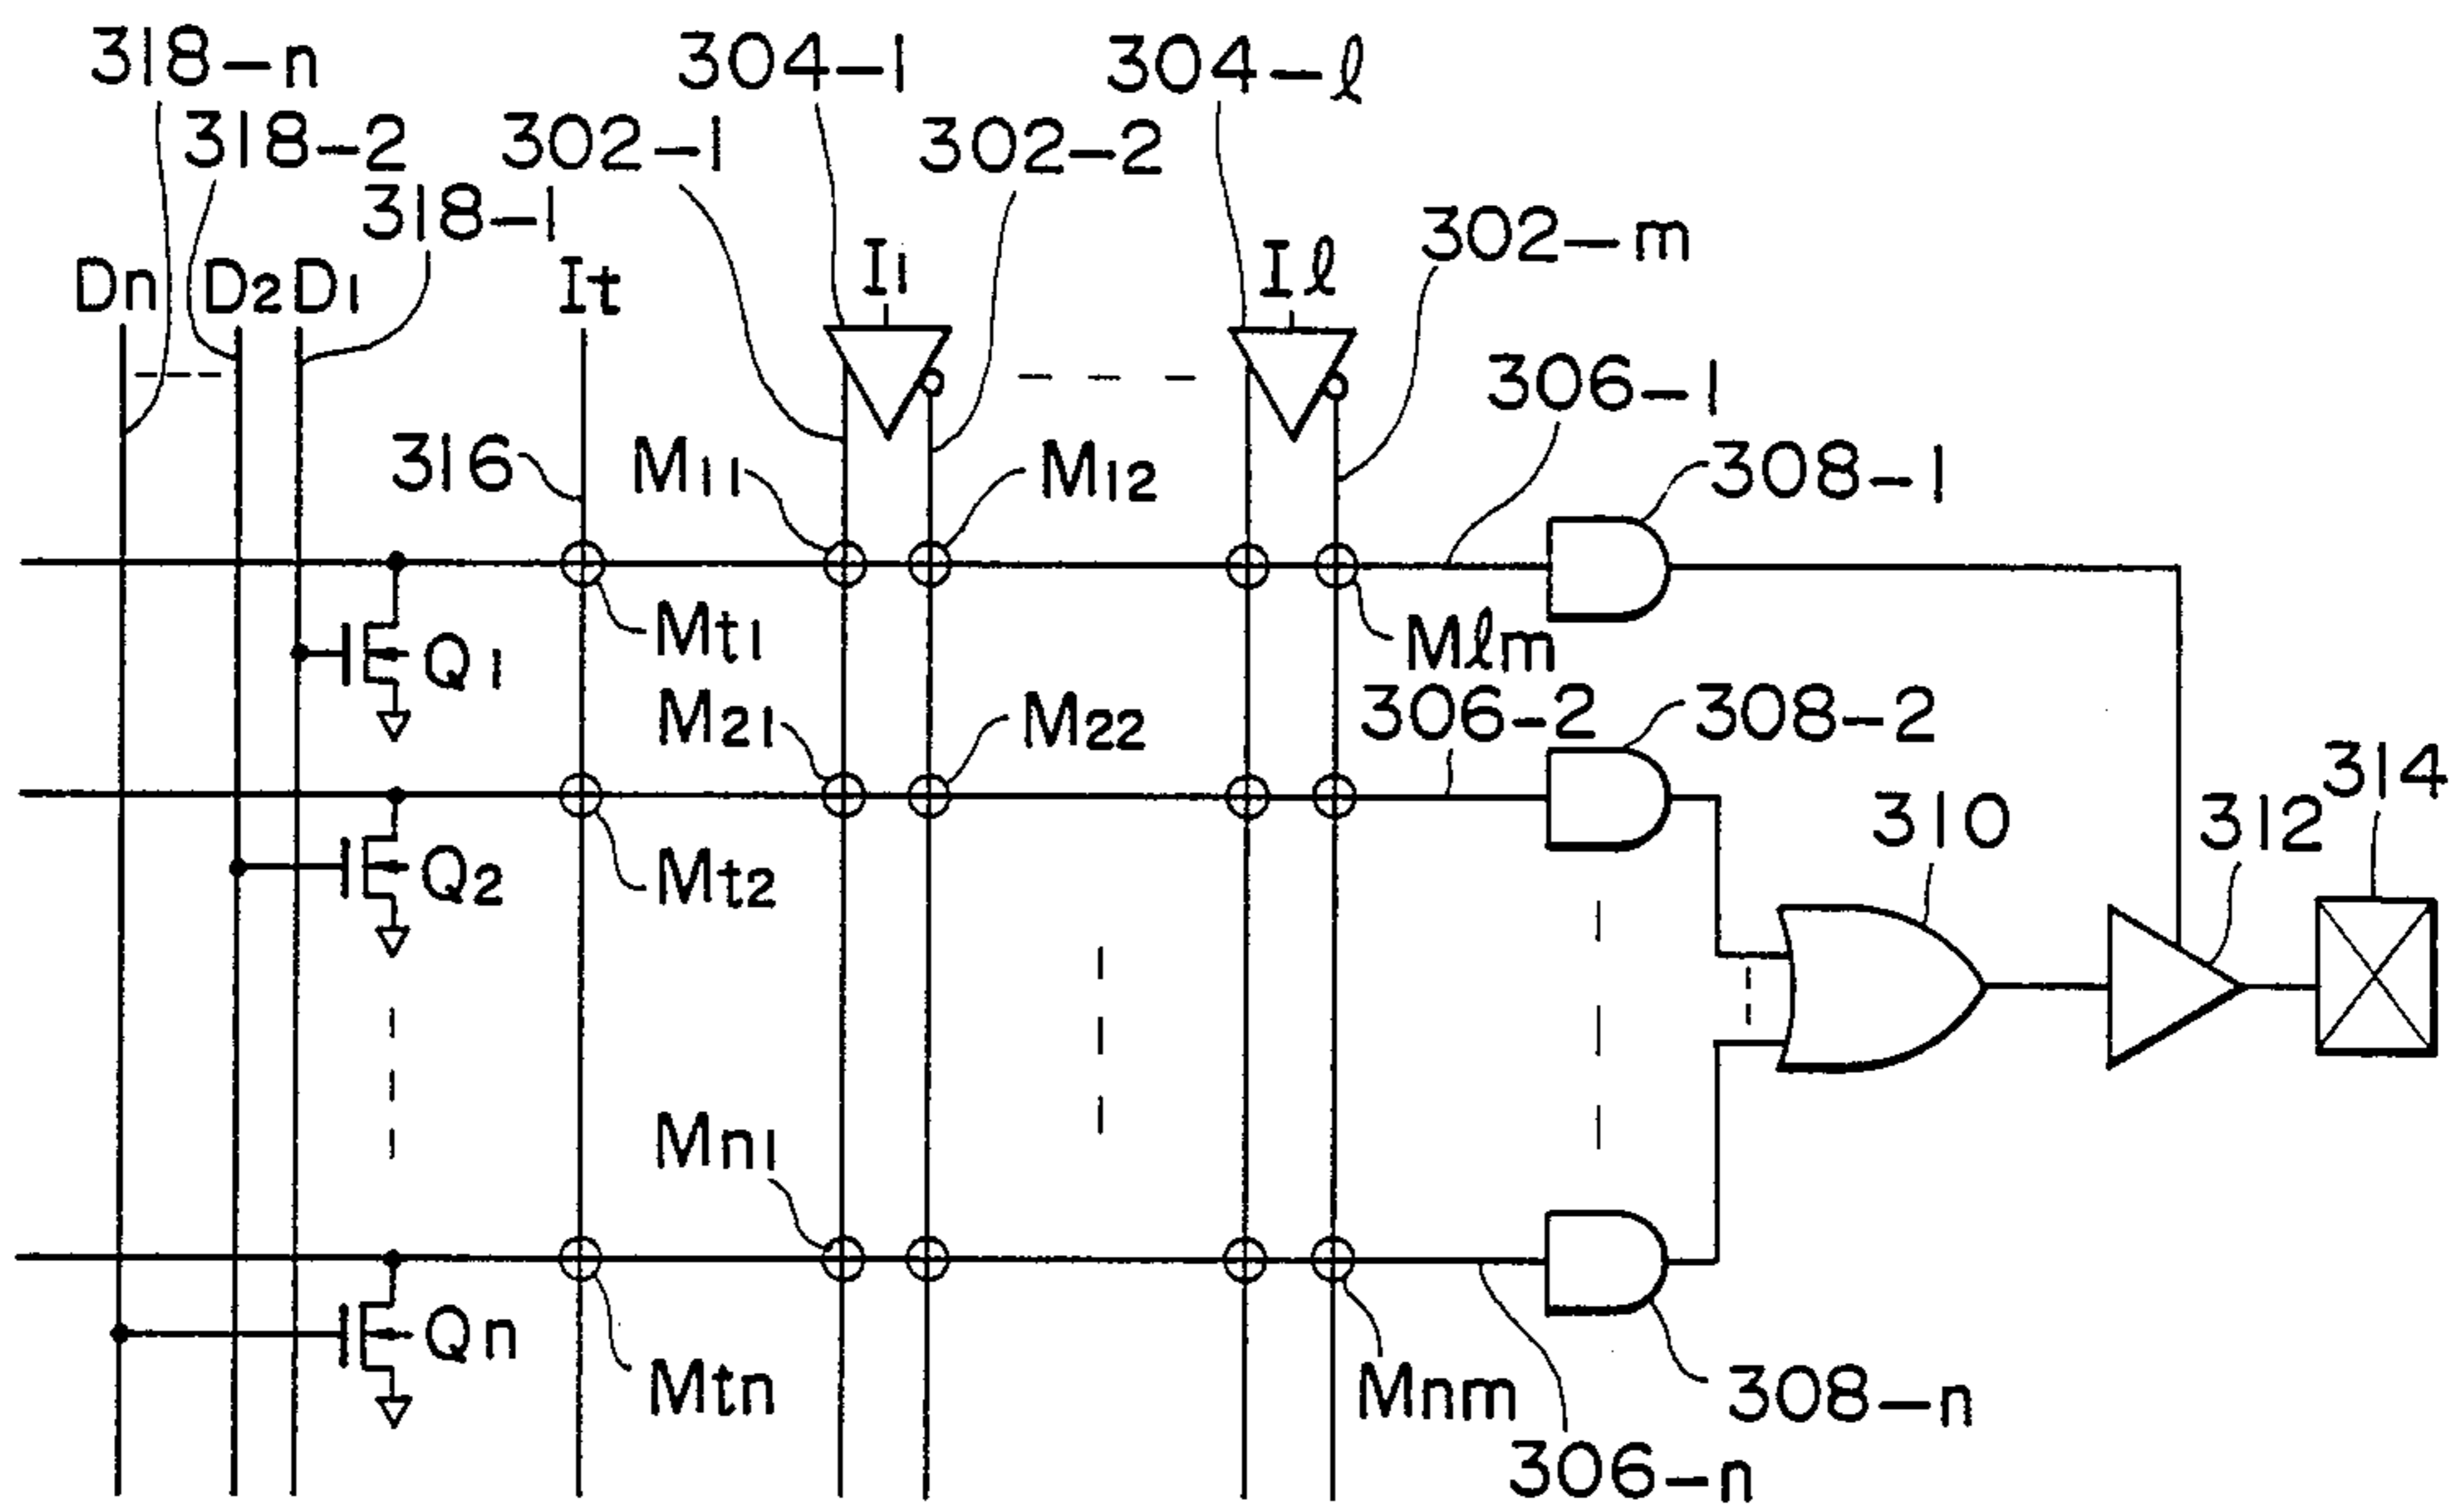 318-n
304-1
304-ℓ
318-2
302-1
302-2
318-1
302-m
Dn
D2
D1
It
I1
Iℓ
306-1
316
M11
M12
308-1
Mt1
Mℓm
Q1
M21
M22
306-2
308-2
314
310
312
Mt2
Q2
Mn1
Qn
Mtn
Mnm
308-n
306-n